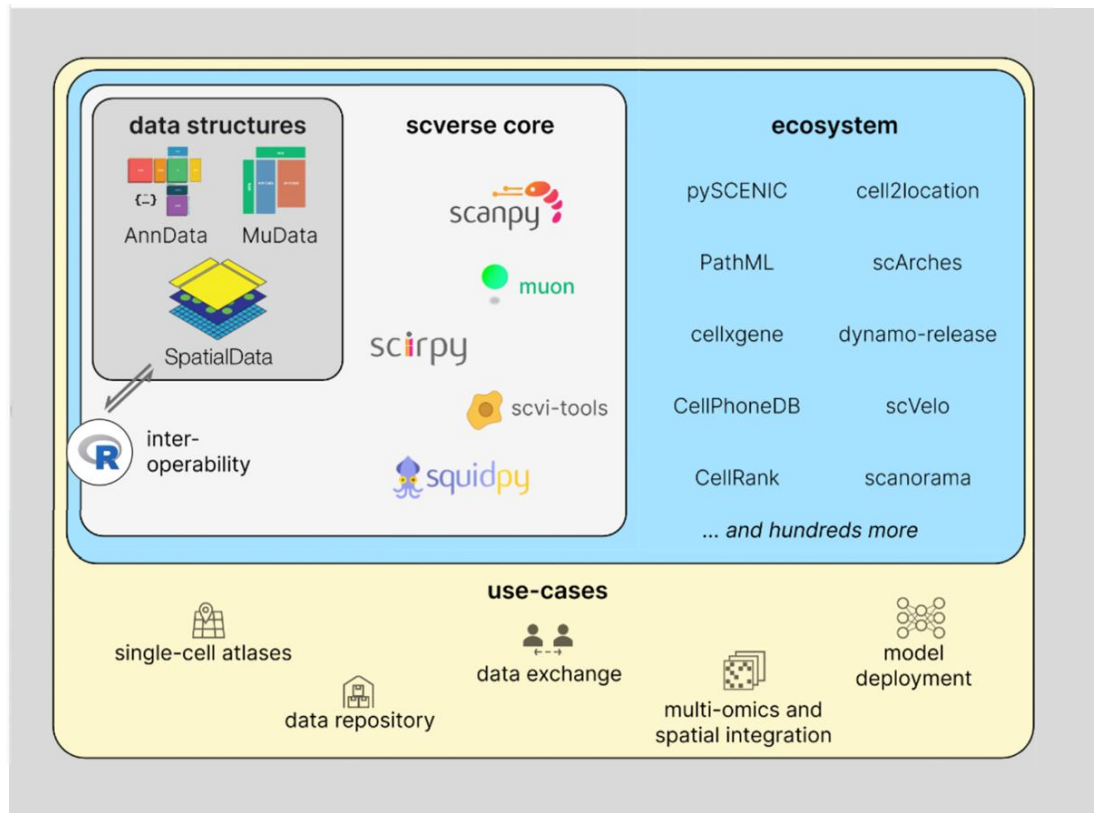 data structures
{...}
AnnData
MuData
SpatialData
inter-
operability
R
scverse core
scanpy
muon
scirpy
scvi-tools
squidpy
ecosystem
pySCENIC
cell2location
PathML
scArches
cellxgene
dynamo-release
CellPhoneDB
scVelo
CellRank
scanorama
... and hundreds more
use-cases
single-cell atlases
data repository
data exchange
multi-omics and
spatial integration
model
deployment